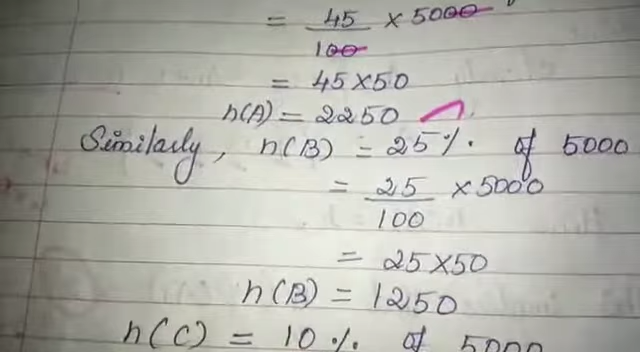 = 45/100 × 5000
= 45×50
n(A) = 2250
Similarly, n(B) = 25% of 5000
= 25/100 × 5000
= 25×50
n(B) = 1250
n(C) = 10% of 5000